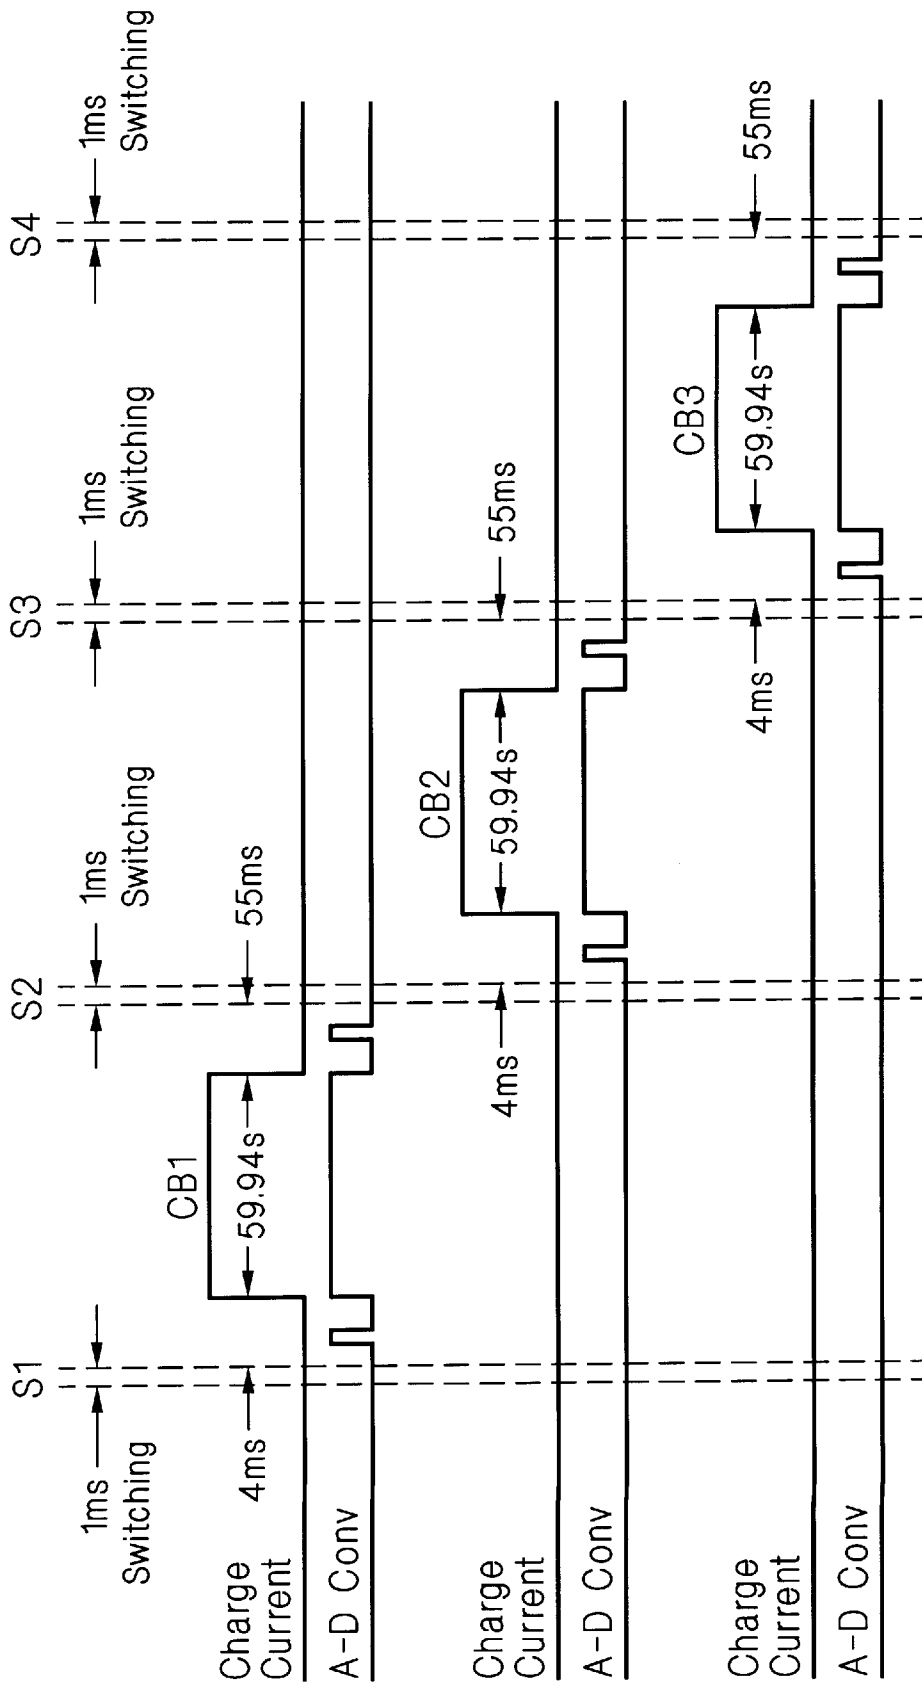 S1
S2
S3
S4
1ms
Switching
1ms
Switching
1ms
Switching
1ms
Switching
Charge
Current
4ms
CB1
59.94s
55ms
A-D Conv
Charge
Current
4ms
CB2
59.94s
55ms
A-D Conv
Charge
Current
4ms
CB3
59.94s
55ms
A-D Conv